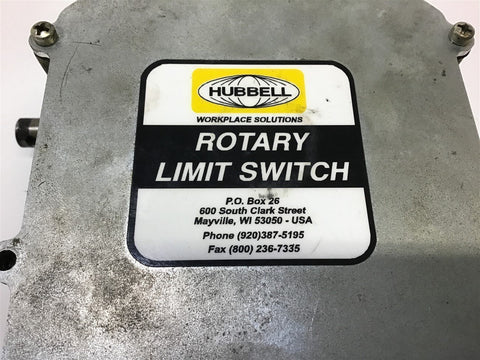 HUBBELL
WORKPLACE SOLUTIONS
ROTARY
LIMIT SWITCH
P.O. Box 26
600 South Clark Street
Mayville, WI 53050 - USA
Phone (920)387-5195
Fax (800) 236-7335